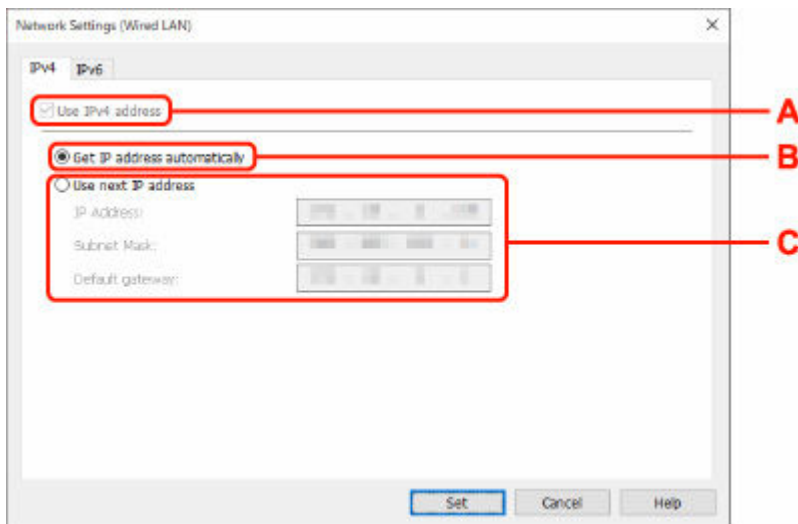 Network Settings (Wired LAN)
IPv4 IPv6
Use IPv4 address
A
Get IP address automatically
B
Use next IP address
IP Address:
Subnet Mask:
C
Default gateway:
Set Cancel Help